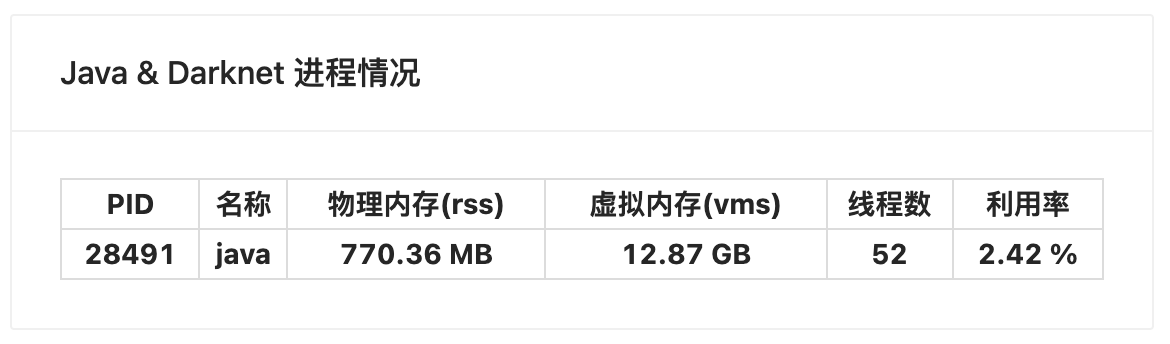 Java & Darknet 进程情况
PID 名称 物理内存(rss) 虚拟内存(vms) 线程数 利用率
28491 java 770.36 MB 12.87 GB 52 2.42 %